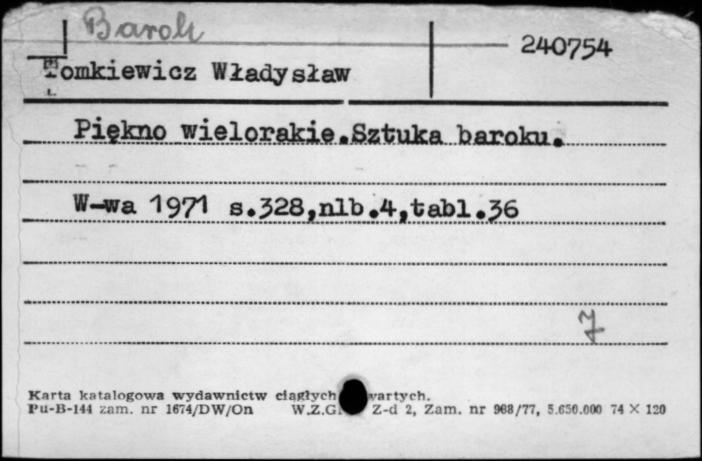 Barok
240754
Tomkiewicz Władysław
Piękno wielorakie.Sztuka baroku.
W-wa 1971 s.328,nlb.4,tabl.36
7
Karta katalogowa wydawnictw ciągłych wartych.
Pu-B-144 zam. nr 1674/DW/On W.Z.G. Z-d 2, Zam. nr 968/77, 5.650.000 74 X 120